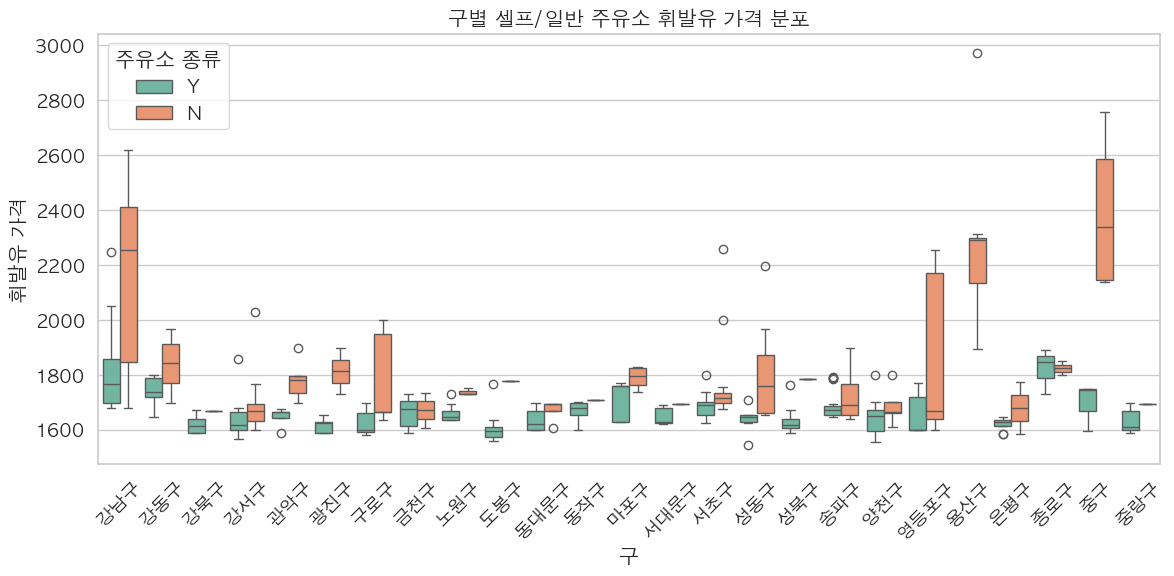 구별 셀프/일반 주유소 휘발유 가격 분포
주유소 종류
Y
N
휘발유 가격
3000
2800
2600
2400
2200
2000
1800
1600
강남구
강동구
강북구
강서구
관악구
광진구
구로구
금천구
노원구
도봉구
동대문구
동작구
마포구
서대문구
서초구
성동구
성북구
송파구
양천구
영등포구
용산구
은평구
종로구
중구
중랑구
구